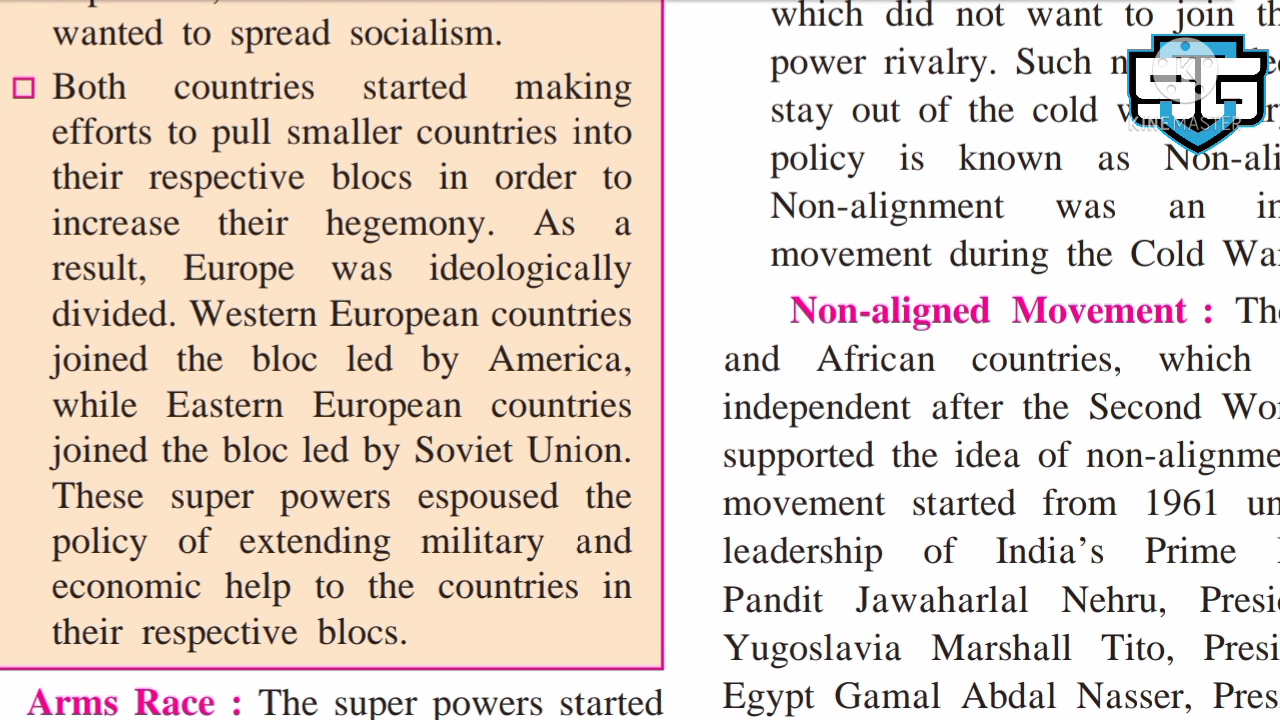 wanted to spread socialism.
Both countries started making
efforts to pull smaller countries into
their respective blocs in order to
increase their hegemony. As a
result, Europe was ideologically
divided. Western European countries
joined the bloc led by America,
while Eastern European countries
joined the bloc led by Soviet Union.
These super powers espoused the
policy of extending military and
economic help to the countries in
their respective blocs.
Arms Race : The super powers started
which did not want to join
power rivalry. Such
stay out of the cold
policy is known as
Non-alignment was an
movement during the Cold
Non-aligned Movement :
and African countries, which
independent after the Second
supported the idea of
movement started from 1961
leadership of India's Prime
Pandit Jawaharlal Nehru,
Yugoslavia Marshall Tito,
Egypt Gamal Abdal Nasser,
KINEMASTER